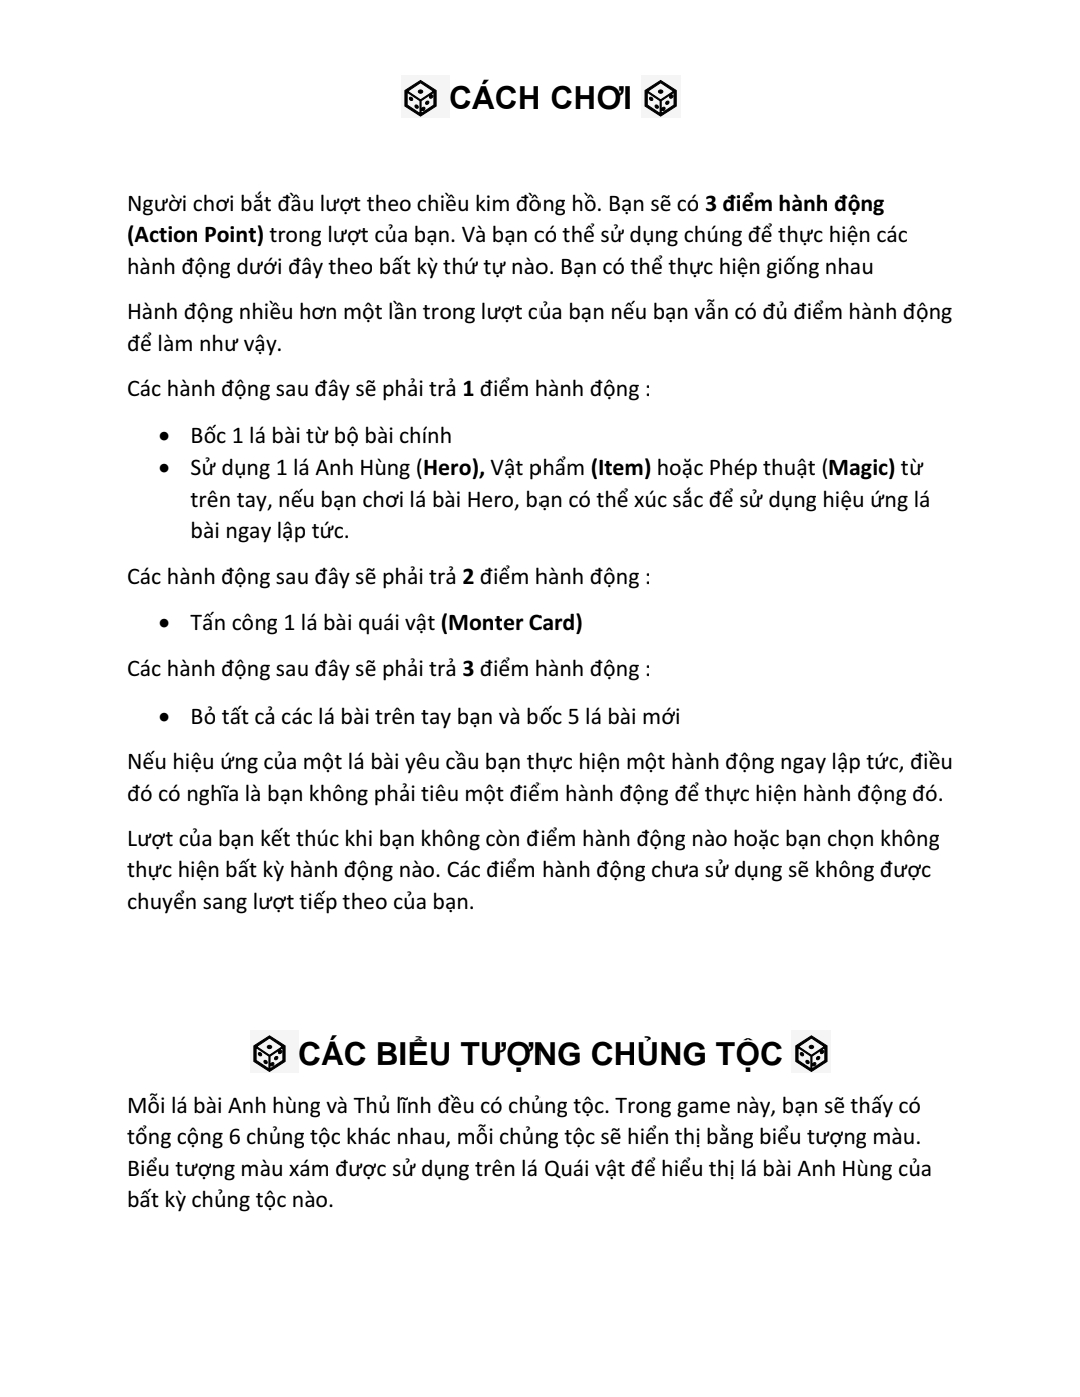 CÁCH CHƠI
Người chơi bắt đầu lượt theo chiều kim đồng hồ. Bạn sẽ có 3 điểm hành động
(Action Point) trong lượt của bạn. Và bạn có thể sử dụng chúng để thực hiện các
hành động dưới đây theo bất kỳ thứ tự nào. Bạn có thể thực hiện giống nhau
Hành động nhiều hơn một lần trong lượt của bạn nếu bạn vẫn có đủ điểm hành động
để làm như vậy.
Các hành động sau đây sẽ phải trả 1 điểm hành động :
• Bốc 1 lá bài từ bộ bài chính
• Sử dụng 1 lá Anh Hùng (Hero), Vật phẩm (Item) hoặc Phép thuật (Magic) từ
trên tay, nếu bạn chơi lá bài Hero, bạn có thể xúc sắc để sử dụng hiệu ứng lá
bài ngay lập tức.
Các hành động sau đây sẽ phải trả 2 điểm hành động :
• Tấn công 1 lá bài quái vật (Monter Card)
Các hành động sau đây sẽ phải trả 3 điểm hành động :
• Bỏ tất cả các lá bài trên tay bạn và bốc 5 lá bài mới
Nếu hiệu ứng của một lá bài yêu cầu bạn thực hiện một hành động ngay lập tức, điều
đó có nghĩa là bạn không phải tiêu một điểm hành động để thực hiện hành động đó.
Lượt của bạn kết thúc khi bạn không còn điểm hành động nào hoặc bạn chọn không
thực hiện bất kỳ hành động nào. Các điểm hành động chưa sử dụng sẽ không được
chuyển sang lượt tiếp theo của bạn.
CÁC BIỂU TƯỢNG CHỦNG TỘC
Mỗi lá bài Anh hùng và Thủ lĩnh đều có chủng tộc. Trong game này, bạn sẽ thấy có
tổng cộng 6 chủng tộc khác nhau, mỗi chủng tộc sẽ hiển thị bằng biểu tượng màu.
Biểu tượng màu xám được sử dụng trên lá Quái vật để hiểu thị lá bài Anh Hùng của
bất kỳ chủng tộc nào.